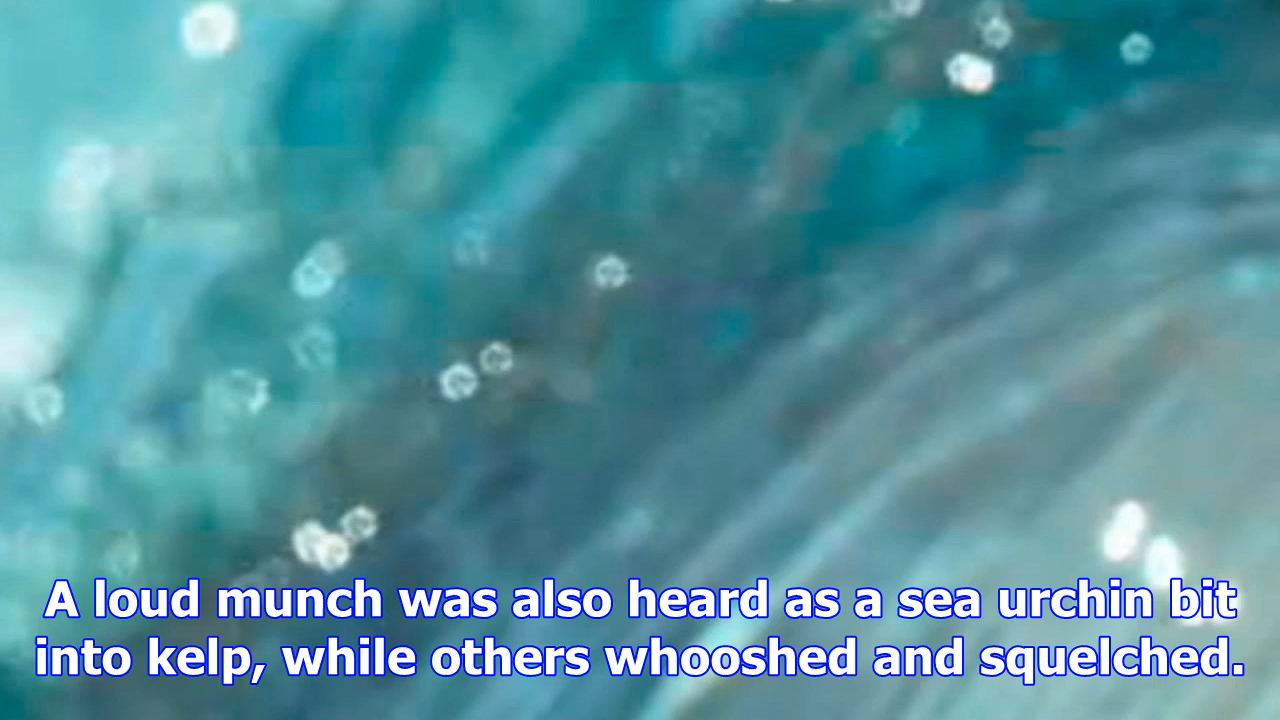 A loud munch was also heard as a sea urchin bit
into kelp, while others whooshed and squelched.